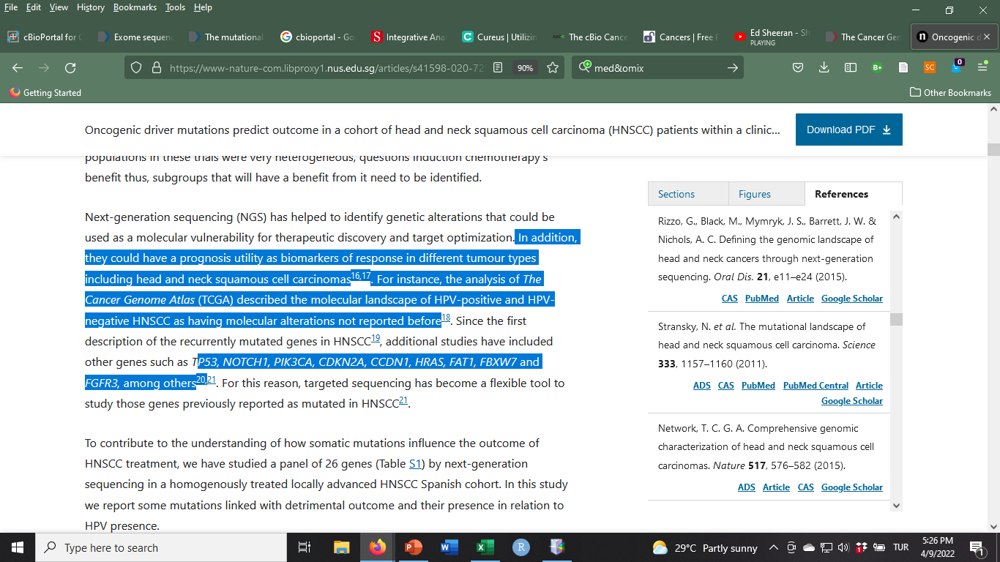 File Edit View History Bookmarks Tools Help
cBioPortal for C
Exome sequenc
The mutational
cbioportal - Go
Integrative Ana
Cureus | Utilizin
The cBio Cance
Cancers | Free F
Ed Sheeran - Sh
PLAYING
The Cancer Gen
Oncogenic d
https://www-nature-com.libproxy1.nus.edu.sg/articles/s41598-020-72
90%
med&omix
B+
SC
0
Getting Started
Other Bookmarks
Oncogenic driver mutations predict outcome in a cohort of head and neck squamous cell carcinoma (HNSCC) patients within a clinic...
Download PDF
populations in these trials were very heterogeneous, questions induction chemotherapy's
benefit thus, subgroups that will have a benefit from it need to be identified.
Next-generation sequencing (NGS) has helped to identify genetic alterations that could be
used as a molecular vulnerability for therapeutic discovery and target optimization. In addition,
they could have a prognosis utility as biomarkers of response in different tumour types
including head and neck squamous cell carcinomas16,17. For instance, the analysis of The
Cancer Genome Atlas (TCGA) described the molecular landscape of HPV-positive and HPV-
negative HNSCC as having molecular alterations not reported before18. Since the first
description of the recurrently mutated genes in HNSCC19, additional studies have included
other genes such as TP53, NOTCH1, PIK3CA, CDKN2A, CCDN1, HRAS, FAT1, FBXW7 and
FGFR3, among others20,21. For this reason, targeted sequencing has become a flexible tool to
study those genes previously reported as mutated in HNSCC21.
To contribute to the understanding of how somatic mutations influence the outcome of
HNSCC treatment, we have studied a panel of 26 genes (Table S1) by next-generation
sequencing in a homogenously treated locally advanced HNSCC Spanish cohort. In this study
we report some mutations linked with detrimental outcome and their presence in relation to
HPV presence.
Sections Figures References
Rizzo, G., Black, M., Mymryk, J. S., Barrett, J. W. &
Nichols, A. C. Defining the genomic landscape of
head and neck cancers through next-generation
sequencing. Oral Dis. 21, e11–e24 (2015).
CAS PubMed Article Google Scholar
Stransky, N. et al. The mutational landscape of
head and neck squamous cell carcinoma. Science
333, 1157–1160 (2011).
ADS CAS PubMed PubMed Central Article
Google Scholar
Network, T. C. G. A. Comprehensive genomic
characterization of head and neck squamous cell
carcinomas. Nature 517, 576–582 (2015).
ADS Article CAS Google Scholar
Type here to search
29°C Partly sunny
TUR
5:26 PM
4/9/2022
1